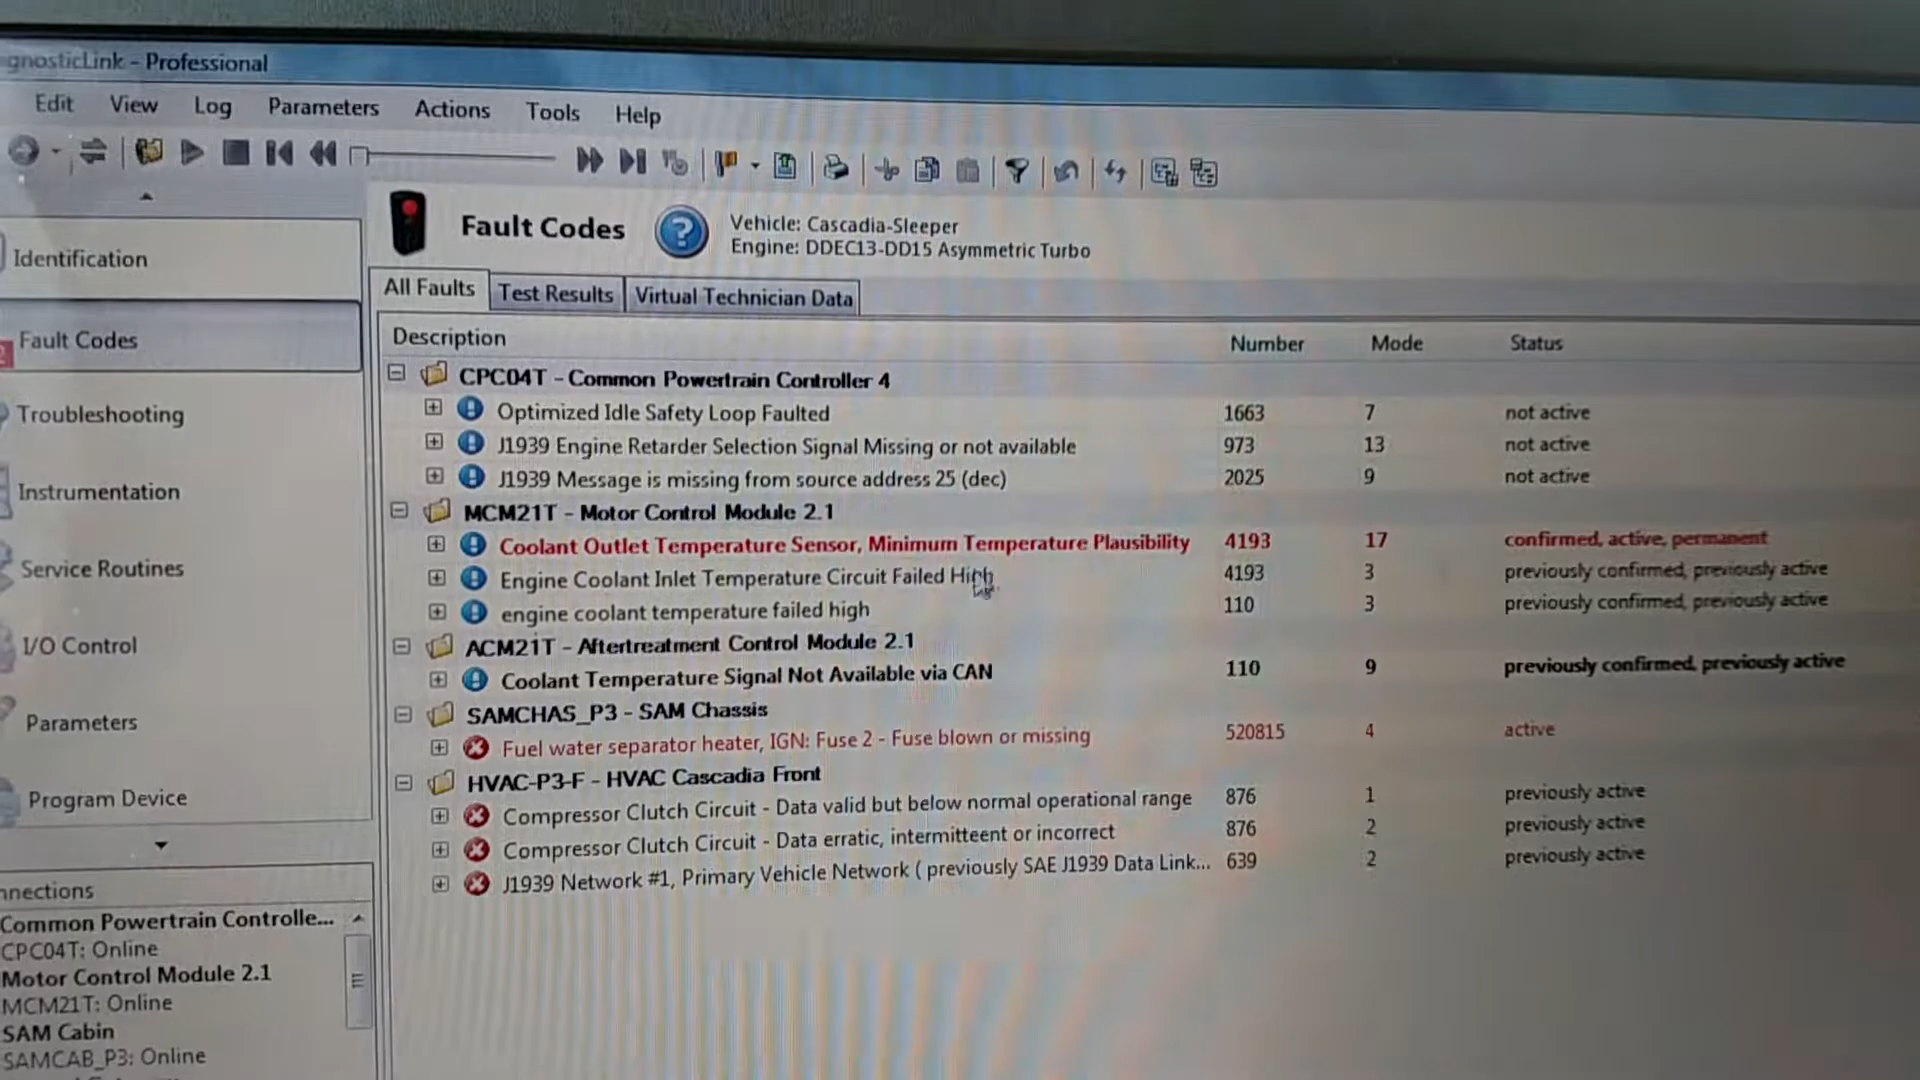 gnosticLink - Professional
Edit View Log Parameters Actions Tools Help
Fault Codes
Vehicle: Cascadia-Sleeper
Engine: DDEC13-DD15 Asymmetric Turbo
Identification
Fault Codes
Troubleshooting
Instrumentation
Service Routines
I/O Control
Parameters
Program Device
All Faults Test Results Virtual Technician Data
Description Number Mode Status
CPC04T - Common Powertrain Controller 4
Optimized Idle Safety Loop Faulted 1663 7 not active
J1939 Engine Retarder Selection Signal Missing or not available 973 13 not active
J1939 Message is missing from source address 25 (dec) 2025 9 not active
MCM21T - Motor Control Module 2.1
Coolant Outlet Temperature Sensor, Minimum Temperature Plausibility 4193 17 confirmed, active, permanent
Engine Coolant Inlet Temperature Circuit Failed High 4193 3 previously confirmed, previously active
engine coolant temperature failed high 110 3 previously confirmed, previously active
ACM21T - Aftertreatment Control Module 2.1
Coolant Temperature Signal Not Available via CAN 110 9 previously confirmed, previously active
SAMCHAS_P3 - SAM Chassis
Fuel water separator heater, IGN: Fuse 2 - Fuse blown or missing 520815 4 active
HVAC-P3-F - HVAC Cascadia Front
Compressor Clutch Circuit - Data valid but below normal operational range 876 1 previously active
Compressor Clutch Circuit - Data erratic, intermitteent or incorrect 876 2 previously active
J1939 Network #1, Primary Vehicle Network ( previously SAE J1939 Data Link... 639 2 previously active
nnections
Common Powertrain Controlle...
CPC04T: Online
Motor Control Module 2.1
MCM21T: Online
SAM Cabin
SAMCAB_P3: Online